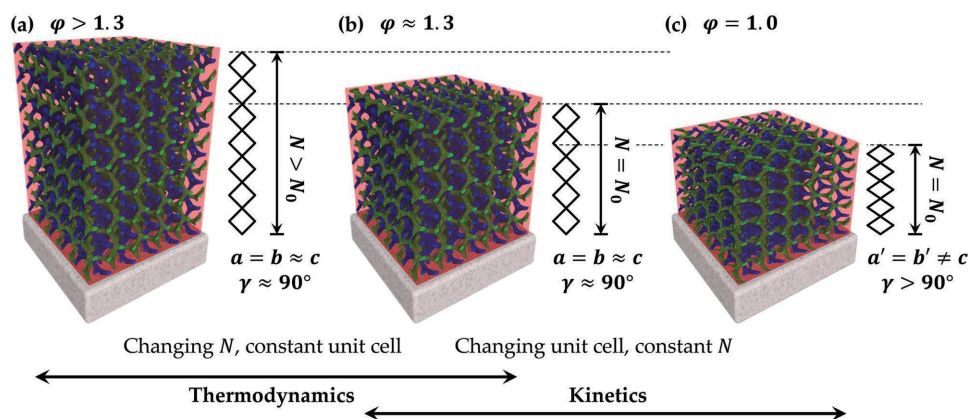 (a) φ > 1.3
(b) φ ≈ 1.3
(c) φ = 1.0
N < N₀
N = N₀
N = N₀
a = b ≈ c
γ ≈ 90°
a = b ≈ c
γ ≈ 90°
a′ = b′ ≠ c
γ > 90°
Changing N, constant unit cell
Changing unit cell, constant N
Thermodynamics
Kinetics